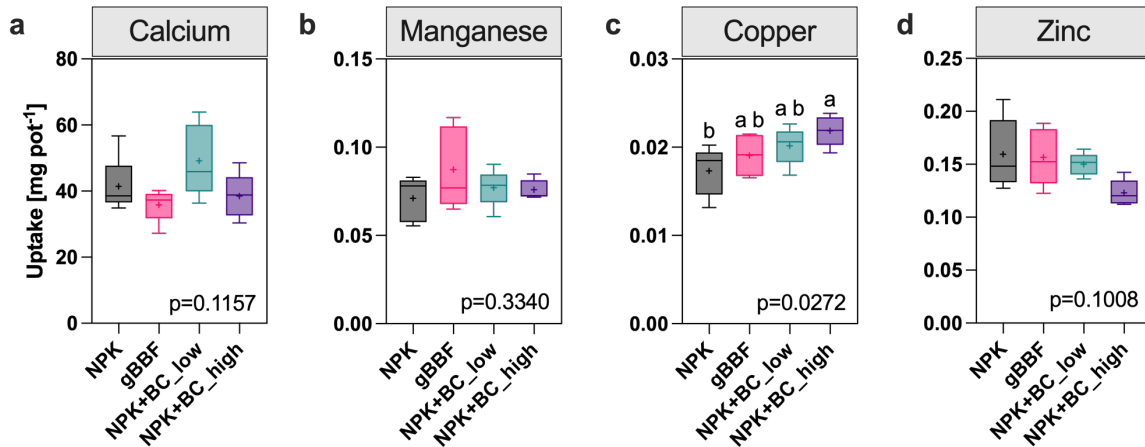 a
Calcium
Uptake [mg pot⁻¹]
80
60
40
20
0
p=0.1157
NPK
gBBF
NPK+BC_low
NPK+BC_high
b
Manganese
0.15
0.10
0.05
0.00
p=0.3340
NPK
gBBF
NPK+BC_low
NPK+BC_high
c
Copper
0.03
0.02
0.01
0.00
b
a b
a b
a
p=0.0272
NPK
gBBF
NPK+BC_low
NPK+BC_high
d
Zinc
0.25
0.20
0.15
0.10
0.05
0.00
p=0.1008
NPK
gBBF
NPK+BC_low
NPK+BC_high